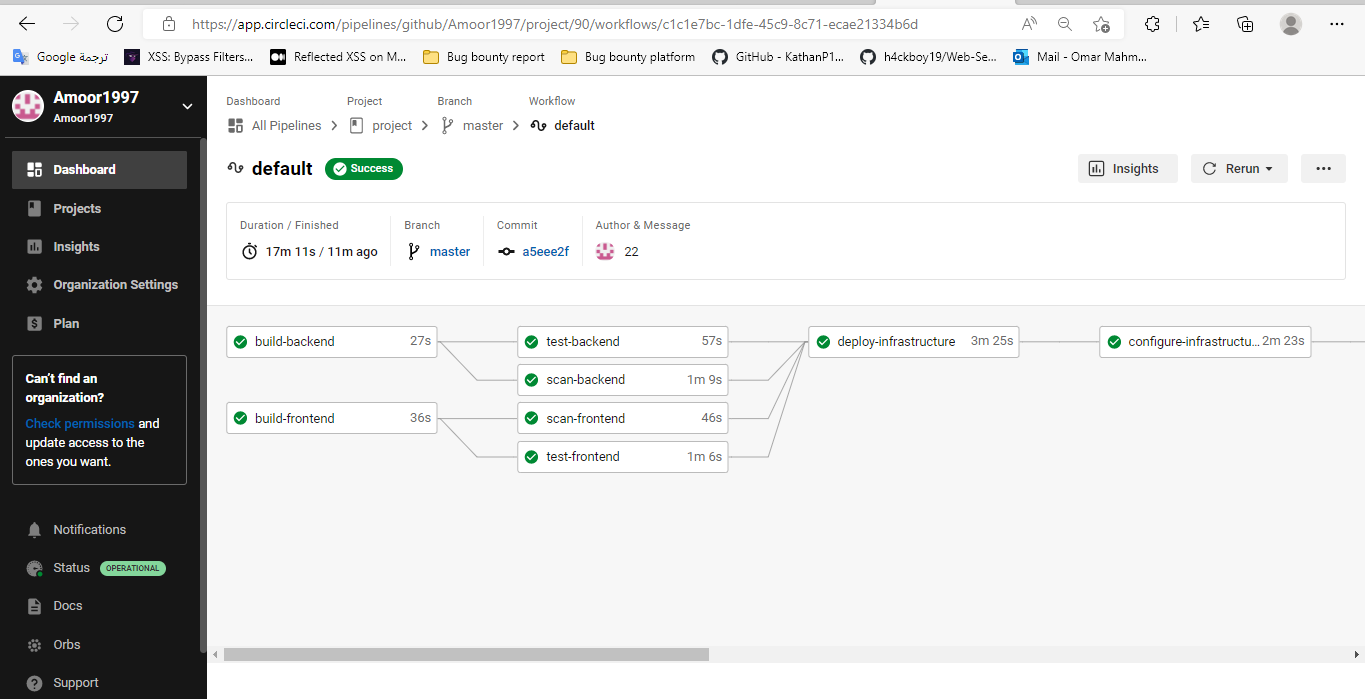 https://app.circleci.com/pipelines/github/Amoor1997/project/90/workflows/c1c1e7bc-1dfe-45c9-8c71-ecae21334b6d
ترجمة Google
XSS: Bypass Filters...
Reflected XSS on M...
Bug bounty report
Bug bounty platform
GitHub - KathanP1...
h4ckboy19/Web-Se...
Mail - Omar Mahm...
Amoor1997
Amoor1997
Dashboard
Projects
Insights
Organization Settings
Plan
Can't find an
organization?
Check permissions and
update access to the
ones you want.
Notifications
Status OPERATIONAL
Docs
Orbs
Support
Dashboard Project Branch Workflow
All Pipelines project master default
default Success
Insights Rerun
Duration / Finished Branch Commit Author & Message
17m 11s / 11m ago master a5eee2f 22
build-backend 27s
test-backend 57s
deploy-infrastructure 3m 25s
configure-infrastructu... 2m 23s
scan-backend 1m 9s
build-frontend 36s
scan-frontend 46s
test-frontend 1m 6s